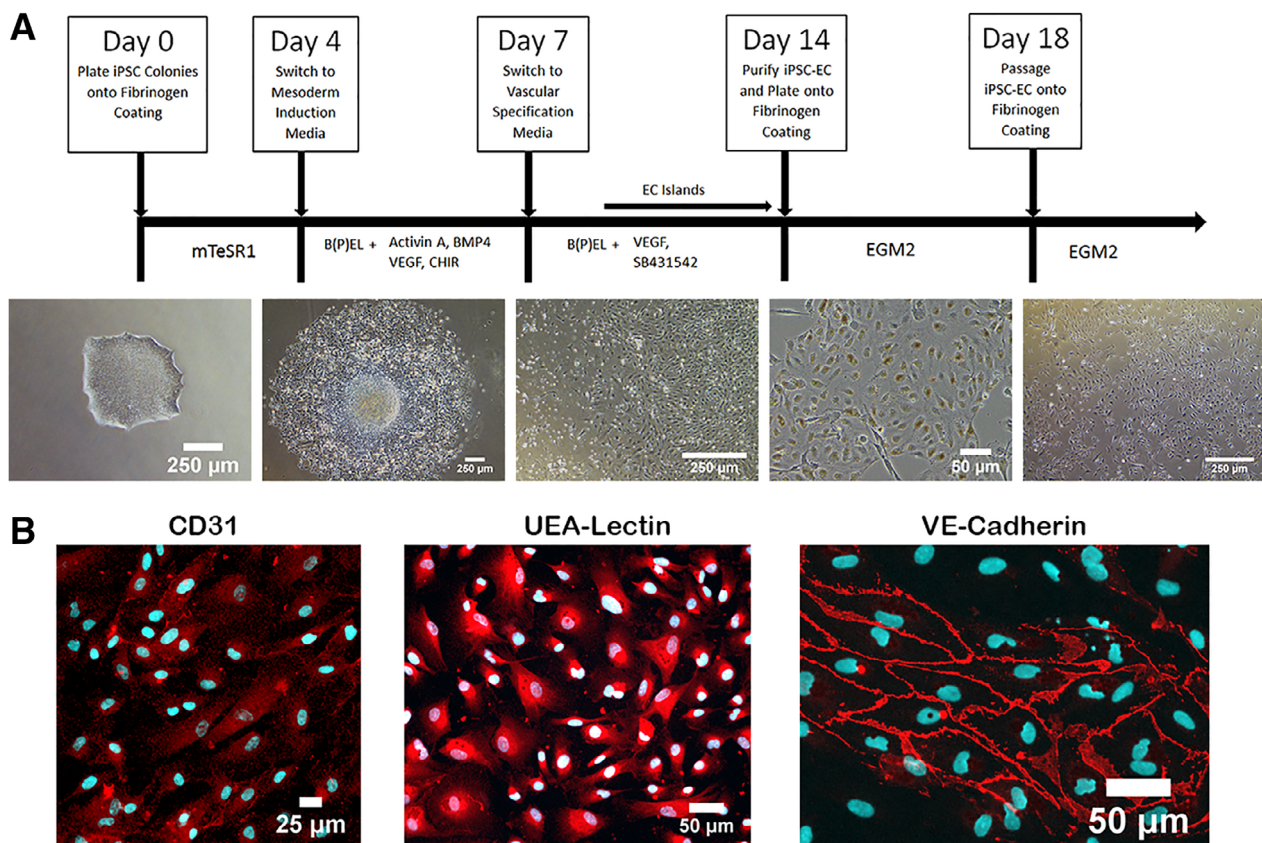 A
Day 0
Plate iPSC Colonies
onto Fibrinogen
Coating
Day 4
Switch to
Mesoderm
Induction
Media
Day 7
Switch to
Vascular
Specification
Media
Day 14
Purify iPSC-EC
and Plate onto
Fibrinogen
Coating
Day 18
Passage
iPSC-EC onto
Fibrinogen
Coating
EC Islands
mTeSR1
B(P)EL + Activin A, BMP4
VEGF, CHIR
B(P)EL + VEGF,
SB431542
EGM2
EGM2
250 µm
250 µm
250 µm
50 µm
250 µm
B
CD31
UEA-Lectin
VE-Cadherin
25 µm
50 µm
50 µm